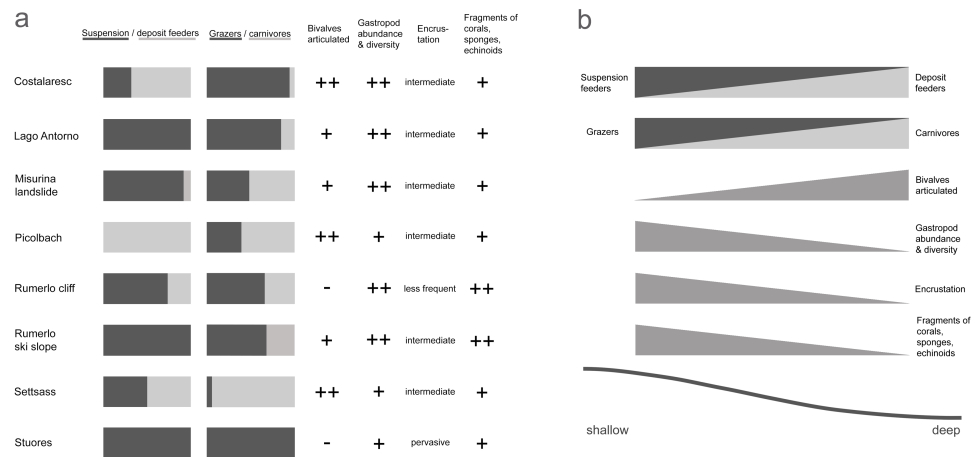 a
Suspension / deposit feeders
Grazers / carnivores
Bivalves
articulated
Gastropod
abundance
& diversity
Encrus-
tation
Fragments of
corals,
sponges,
echinoids
Costalaresc
++ ++ intermediate +
Lago Antorno
+ ++ intermediate +
Misurina
landslide
+ ++ intermediate +
Picolbach
++ + intermediate +
Rumerlo cliff
- ++ less frequent ++
Rumerlo
ski slope
+ ++ intermediate ++
Settsass
++ + intermediate +
Stuores
- + pervasive +
b
Suspension
feeders
Deposit
feeders
Grazers
Carnivores
Bivalves
articulated
Gastropod
abundance
& diversity
Encrustation
Fragments of
corals,
sponges,
echinoids
shallow
deep